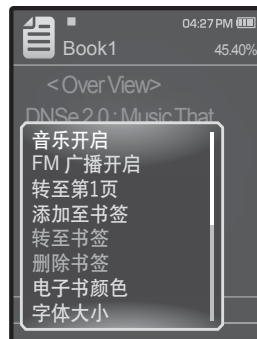 04:27 PM
Book1
45.40%
<Over View>
DNSe 2.0 : Music That
音乐开启
FM 广播开启
转至第1页
添加至书签
转至书签
删除书签
电子书颜色
字体大小